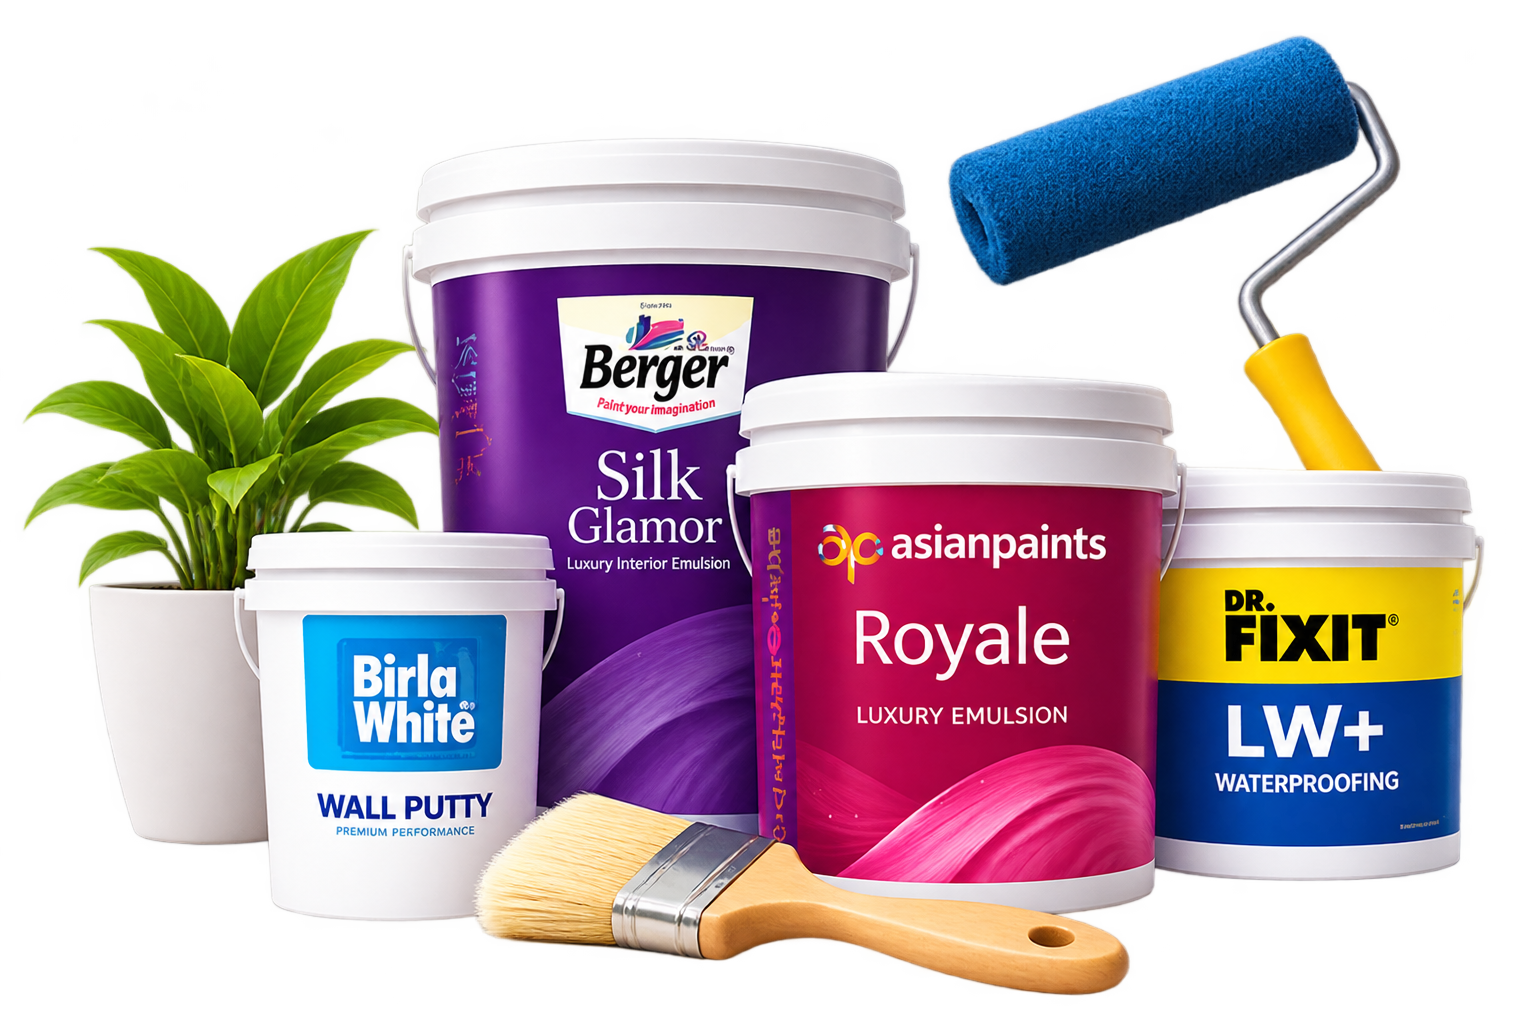 Berger
Paint your imagination
Silk
Glamor
Luxury Interior Emulsion
asianpaints
Royale
LUXURY EMULSION
DR.
FIXIT®
LW+
WATERPROOFING
Birla
White
WALL PUTTY
PREMIUM PERFORMANCE